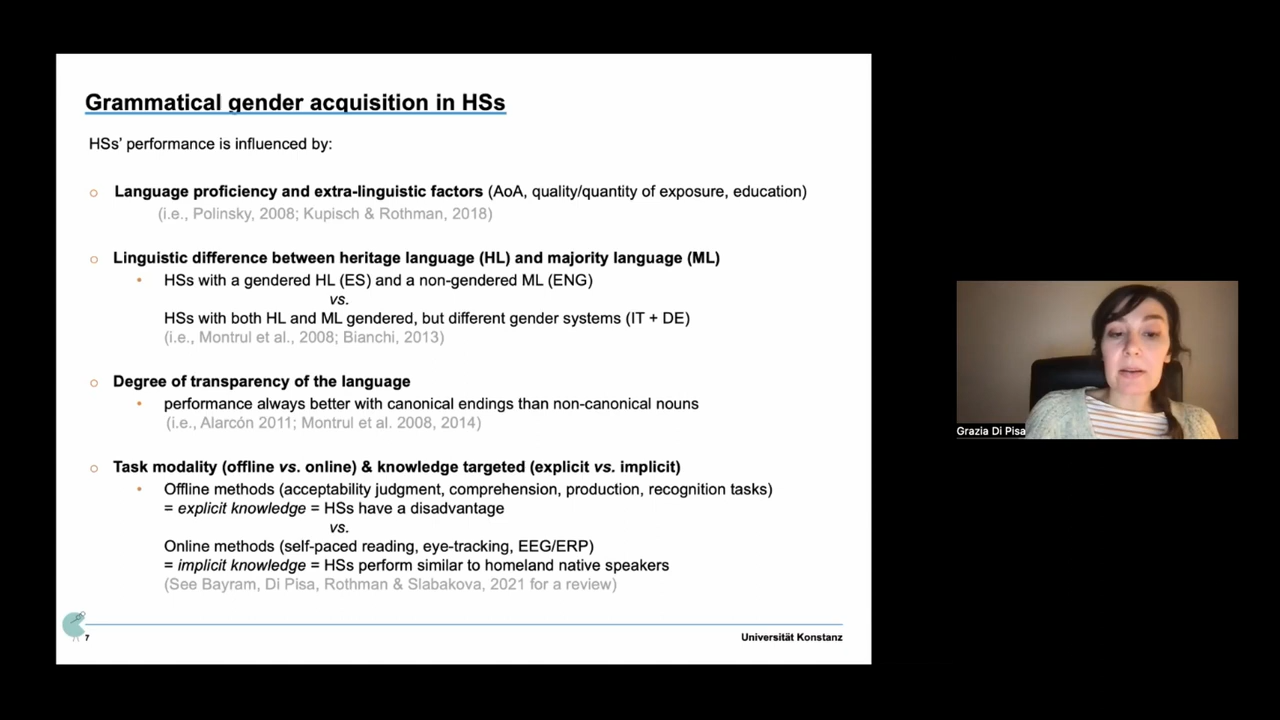 Grammatical gender acquisition in HSs
HSs' performance is influenced by:
○ Language proficiency and extra-linguistic factors (AoA, quality/quantity of exposure, education)
(i.e., Polinsky, 2008; Kupisch & Rothman, 2018)
○ Linguistic difference between heritage language (HL) and majority language (ML)
• HSs with a gendered HL (ES) and a non-gendered ML (ENG)
vs.
HSs with both HL and ML gendered, but different gender systems (IT + DE)
(i.e., Montrul et al., 2008; Bianchi, 2013)
○ Degree of transparency of the language
• performance always better with canonical endings than non-canonical nouns
(i.e., Alarcón 2011; Montrul et al. 2008, 2014)
○ Task modality (offline vs. online) & knowledge targeted (explicit vs. implicit)
• Offline methods (acceptability judgment, comprehension, production, recognition tasks)
= explicit knowledge = HSs have a disadvantage
vs.
Online methods (self-paced reading, eye-tracking, EEG/ERP)
= implicit knowledge = HSs perform similar to homeland native speakers
(See Bayram, Di Pisa, Rothman & Slabakova, 2021 for a review)
7
Universität Konstanz
Grazia Di Pisa